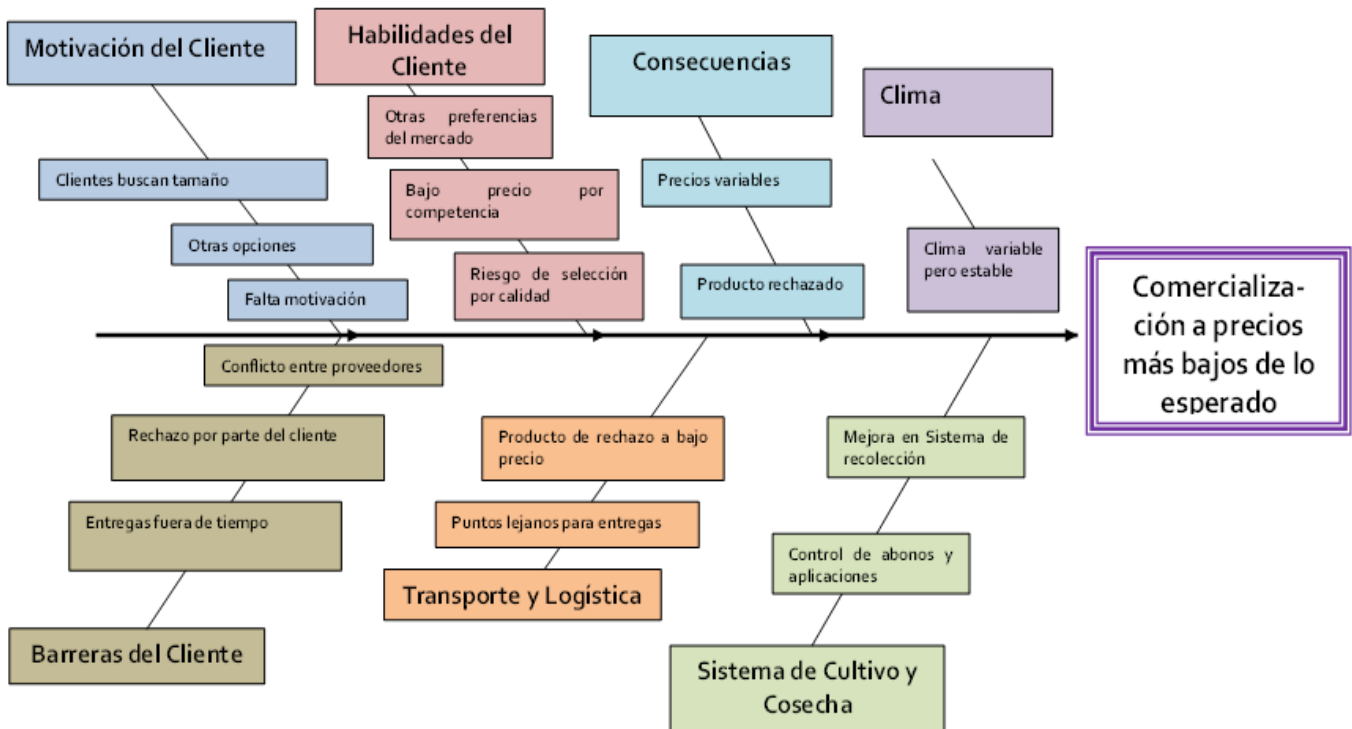 Motivación del Cliente
Habilidades del
Cliente
Consecuencias
Clima
Otras preferencias
del mercado
Clientes buscan tamaño
Bajo precio por
competencia
Precios variables
Otras opciones
Clima variable
pero estable
Riesgo de selección
por calidad
Producto rechazado
Falta motivación
Comercializa-
ción a precios
más bajos de lo
esperado
Conflicto entre proveedores
Rechazo por parte del cliente
Producto de rechazo a bajo
precio
Mejora en Sistema de
recolección
Entregas fuera de tiempo
Puntos lejanos para entregas
Control de abonos y
aplicaciones
Transporte y Logística
Barreras del Cliente
Sistema de Cultivo y
Cosecha